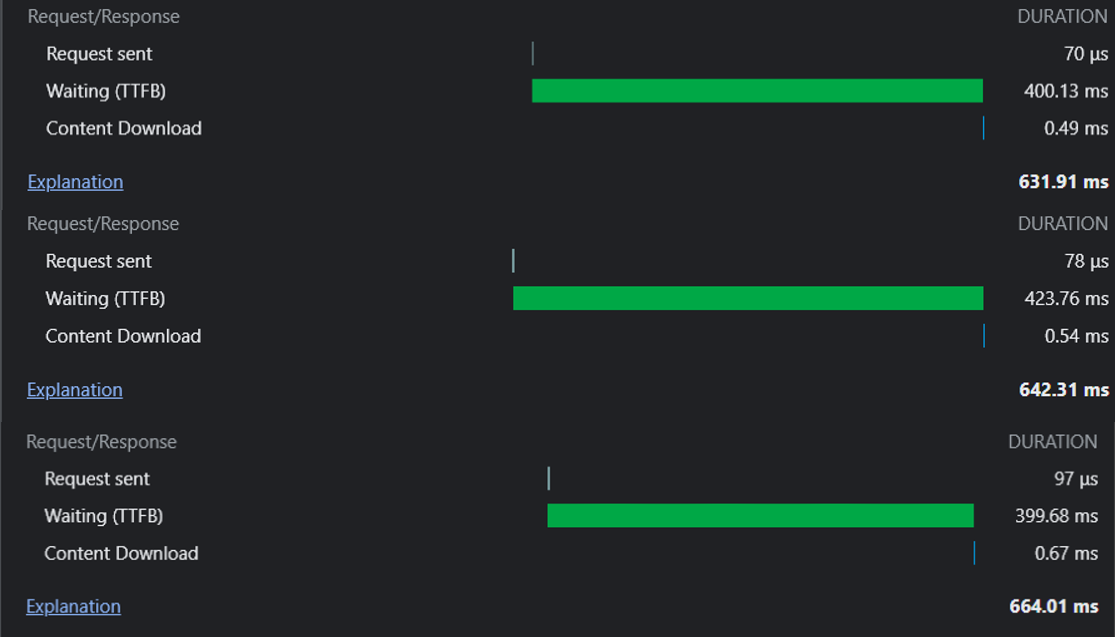 Request/Response DURATION
Request sent 70 μs
Waiting (TTFB) 400.13 ms
Content Download 0.49 ms
Explanation 631.91 ms
Request/Response DURATION
Request sent 78 μs
Waiting (TTFB) 423.76 ms
Content Download 0.54 ms
Explanation 642.31 ms
Request/Response DURATION
Request sent 97 μs
Waiting (TTFB) 399.68 ms
Content Download 0.67 ms
Explanation 664.01 ms